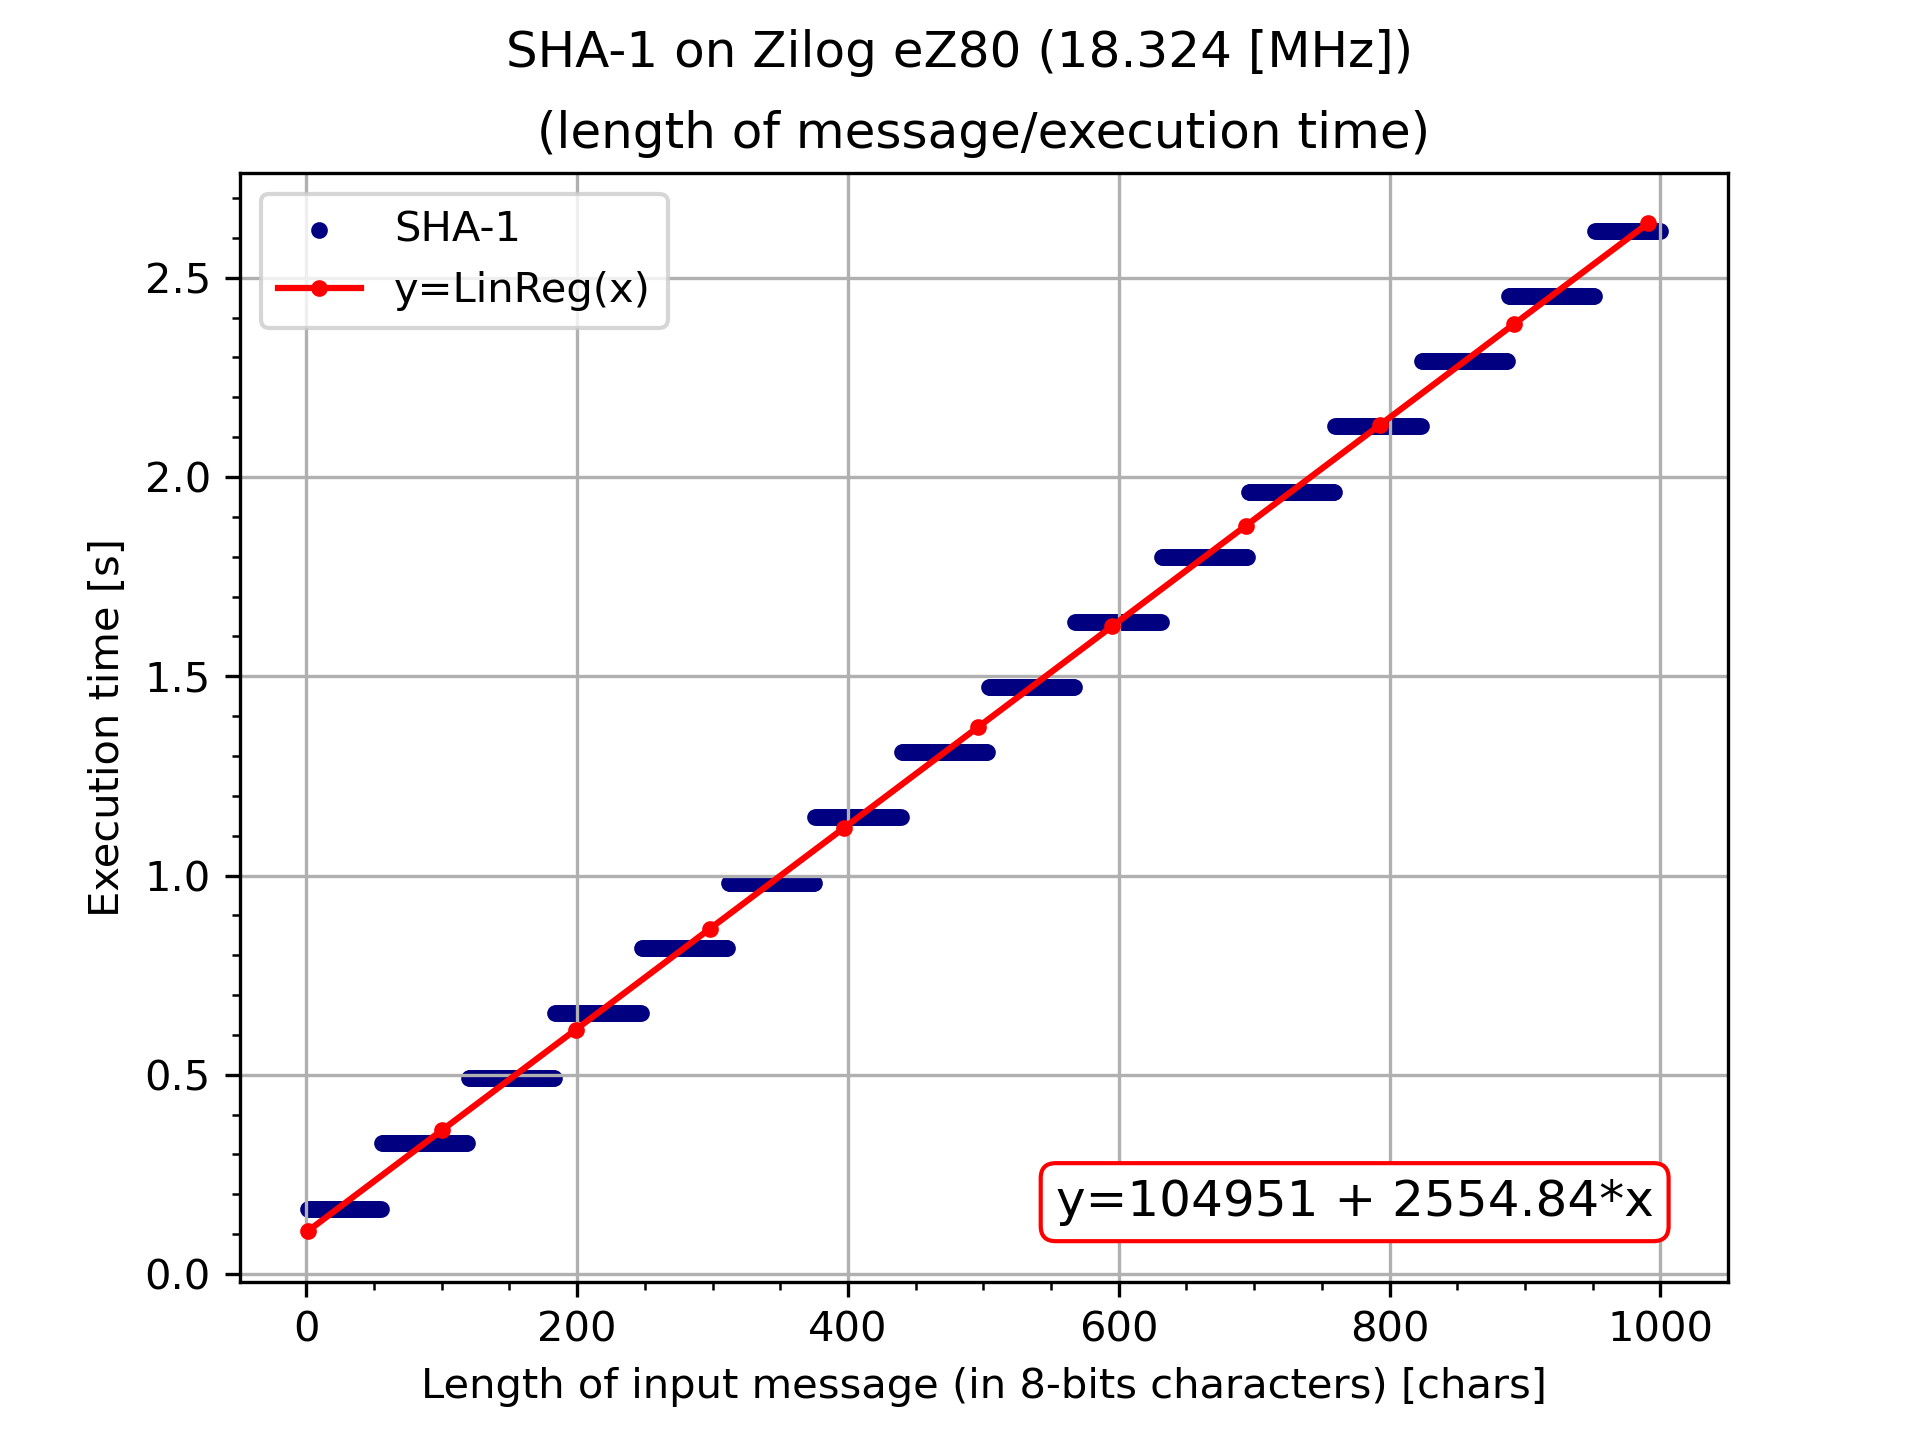 SHA-1 on Zilog eZ80 (18.324 [MHz])
(length of message/execution time)
SHA-1
y=LinReg(x)
2.5
2.0
1.5
1.0
0.5
0.0
Execution time [s]
y=104951 + 2554.84*x
0 200 400 600 800 1000
Length of input message (in 8-bits characters) [chars]